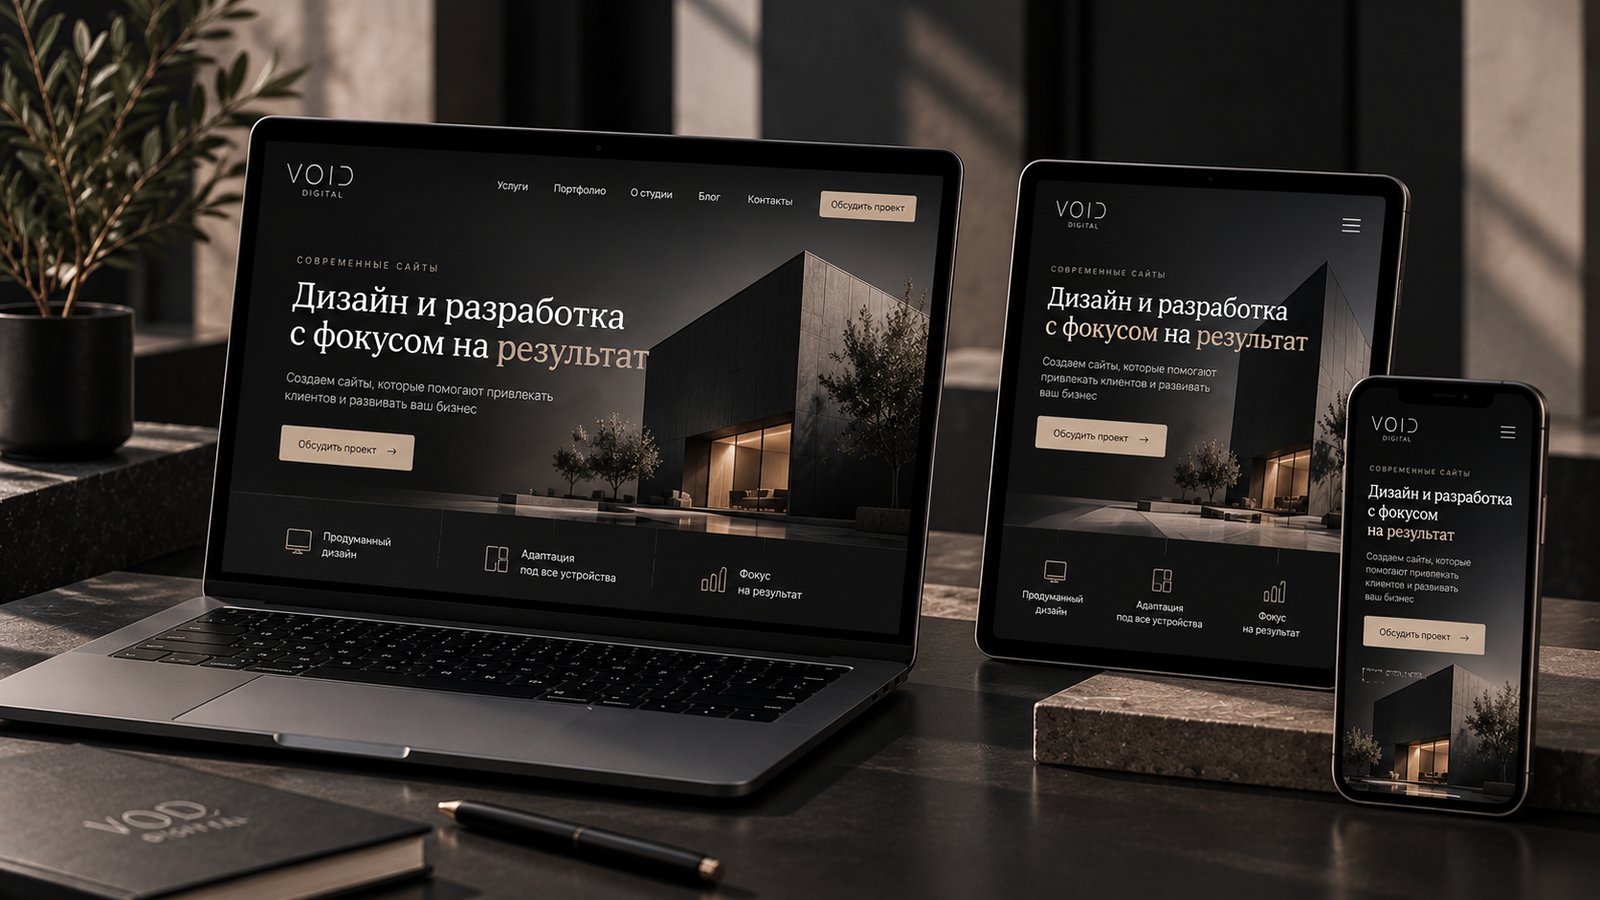 VOID
DIGITAL
Услуги
Портфолио
О студии
Блог
Контакты
Обсудить проект
СОВРЕМЕННЫЕ САЙТЫ
Дизайн и разработка
с фокусом на результат
Создаем сайты, которые помогают привлекать
клиентов и развивать ваш бизнес
Обсудить проект →
Продуманный
дизайн
Адаптация
под все устройства
Фокус
на результат
VOID
DIGITAL
СОВРЕМЕННЫЕ САЙТЫ
Дизайн и разработка
с фокусом на результат
Создаем сайты, которые помогают
привлекать клиентов и развивать
ваш бизнес
Обсудить проект →
Продуманный
дизайн
Адаптация
под все устройства
Фокус
на результат
VOID
DIGITAL
СОВРЕМЕННЫЕ САЙТЫ
Дизайн и разработка
с фокусом
на результат
Создаем сайты, которые
помогают привлекать
клиентов и развивать
ваш бизнес
Обсудить проект →
VOD
DIGITAL